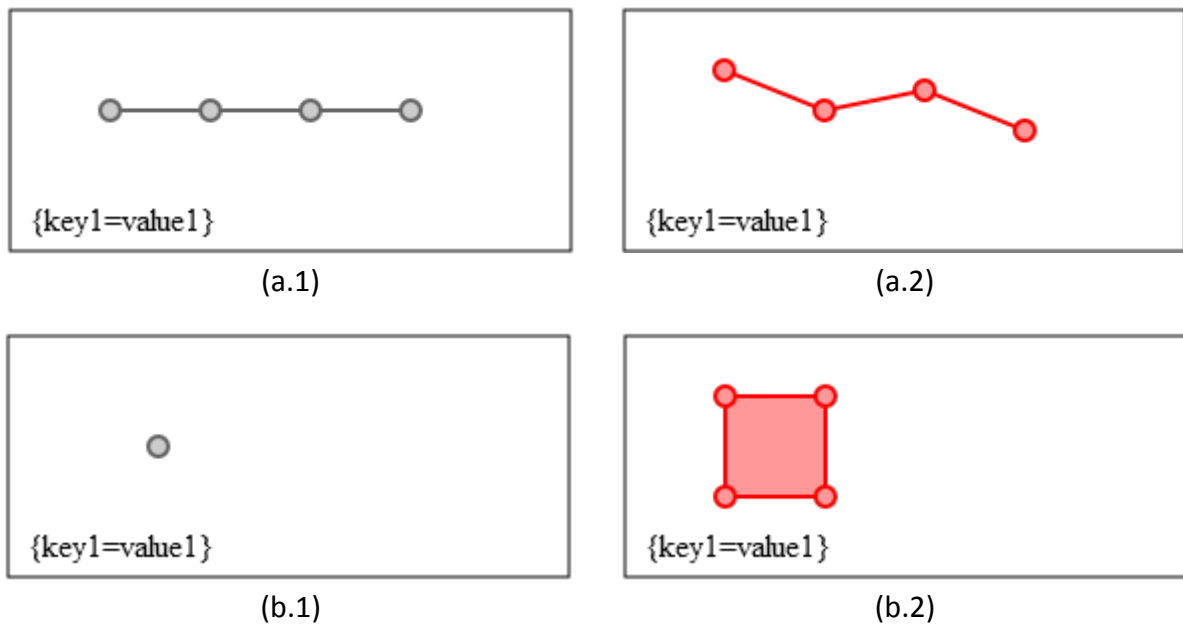 {key1=value1}
{key1=value1}
(a.1)
(a.2)
{key1=value1}
{key1=value1}
(b.1)
(b.2)